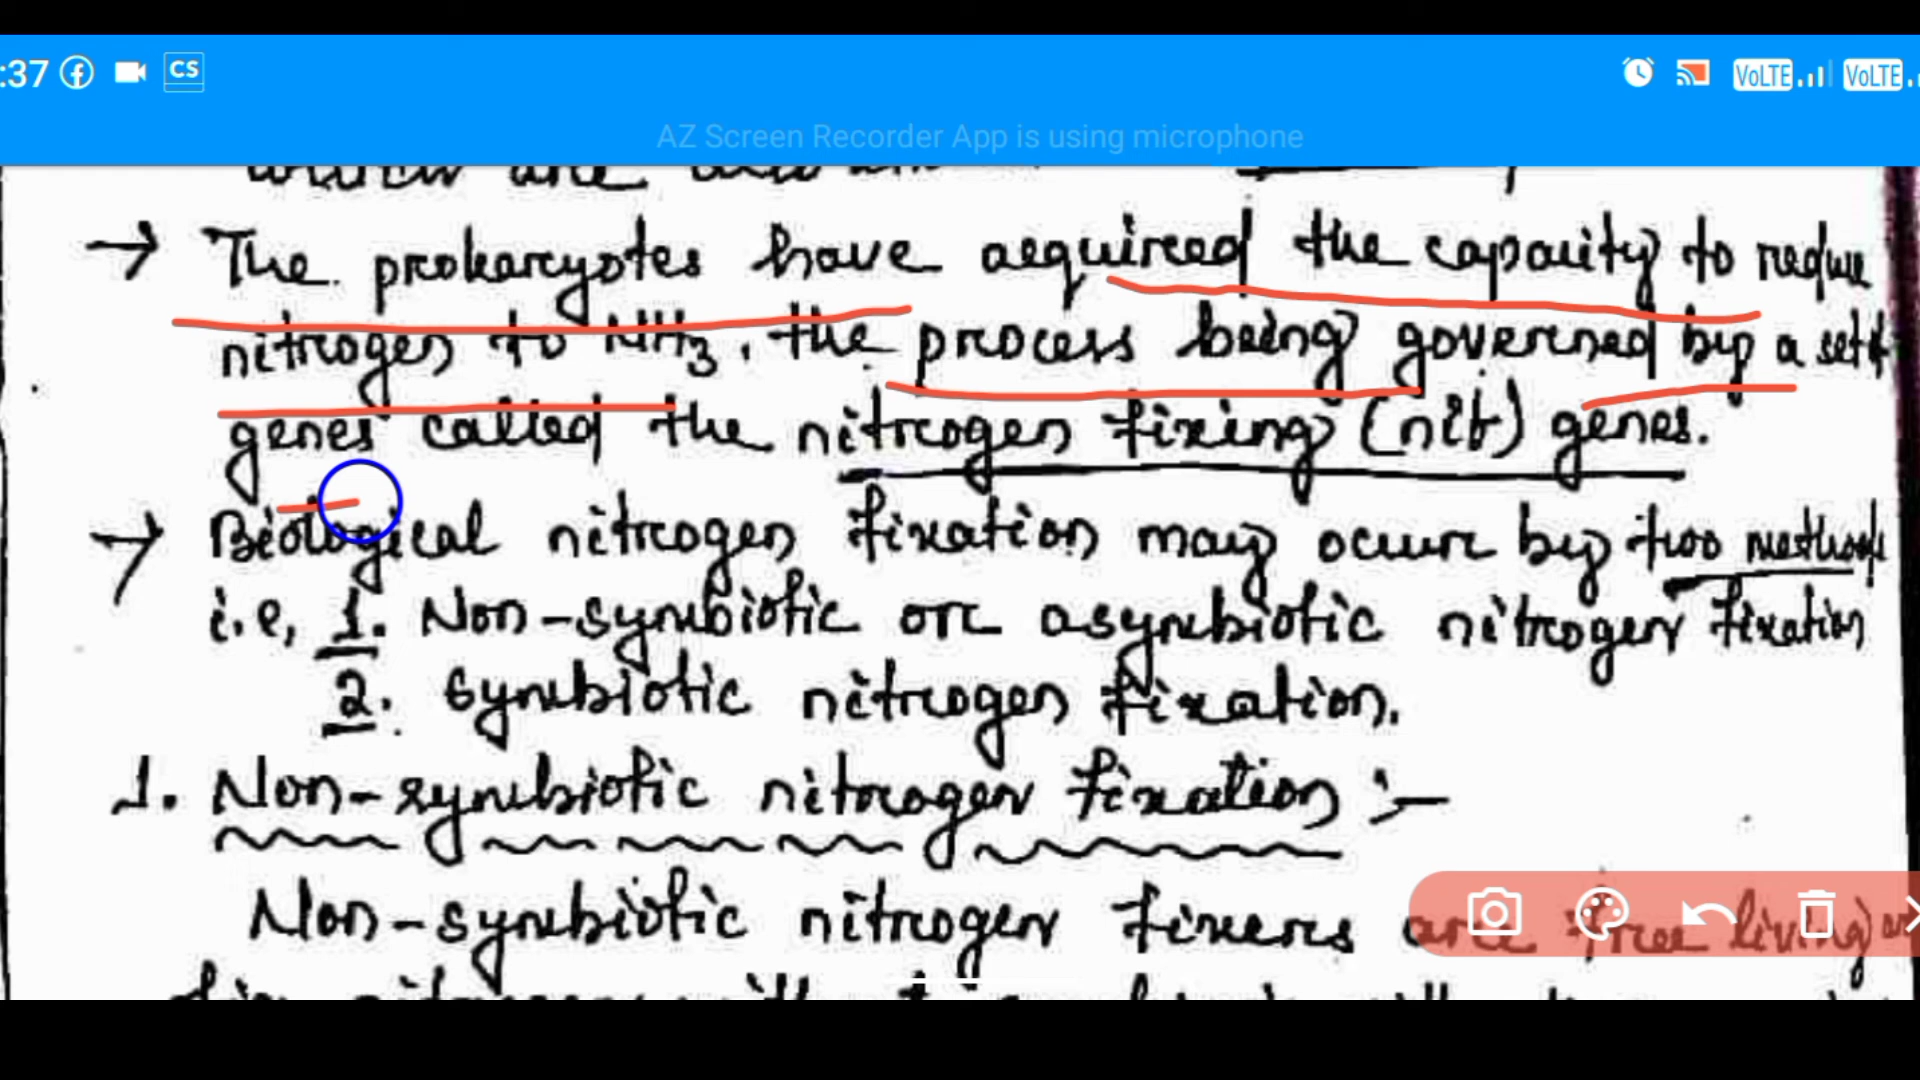 :37 CS VoLTE VoLTE
AZ Screen Recorder App is using microphone
which are
→ The prokaryotes have acquired the capacity to reduce
nitrogen to NH3, the process being governed by a set of
genes called the nitrogen fixing (nif) genes.
→ Biological nitrogen fixation may occur by two methods
i.e, 1. Non-symbiotic or asymbiotic nitrogen fixation
2. Symbiotic nitrogen fixation.
1. Non-symbiotic nitrogen fixation :-
Non-symbiotic nitrogen fixers are free living